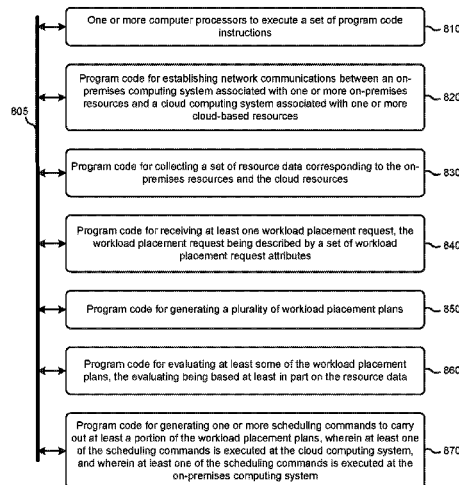 One or more computer processors to execute a set of program code
instructions
810
Program code for establishing network communications between an on-
premises computing system associated with one or more on-premises
resources and a cloud computing system associated with one or more
cloud-based resources
820
805
Program code for collecting a set of resource data corresponding to the on-
premises resources and the cloud resources
830
Program code for receiving at least one workload placement request, the
workload placement request being described by a set of workload
placement request attributes
840
Program code for generating a plurality of workload placement plans
850
Program code for evaluating at least some of the workload placement
plans, the evaluating being based at least in part on the resource data
860
Program code for generating one or more scheduling commands to carry
out at least a portion of the workload placement plans, wherein at least one
of the scheduling commands is executed at the cloud computing system,
and wherein at least one of the scheduling commands is executed at the
on-premises computing system
870